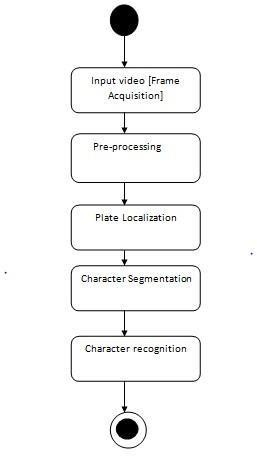 Input video [Frame
Acquisition]
Pre-processing
Plate Localization
Character Segmentation
Character recognition